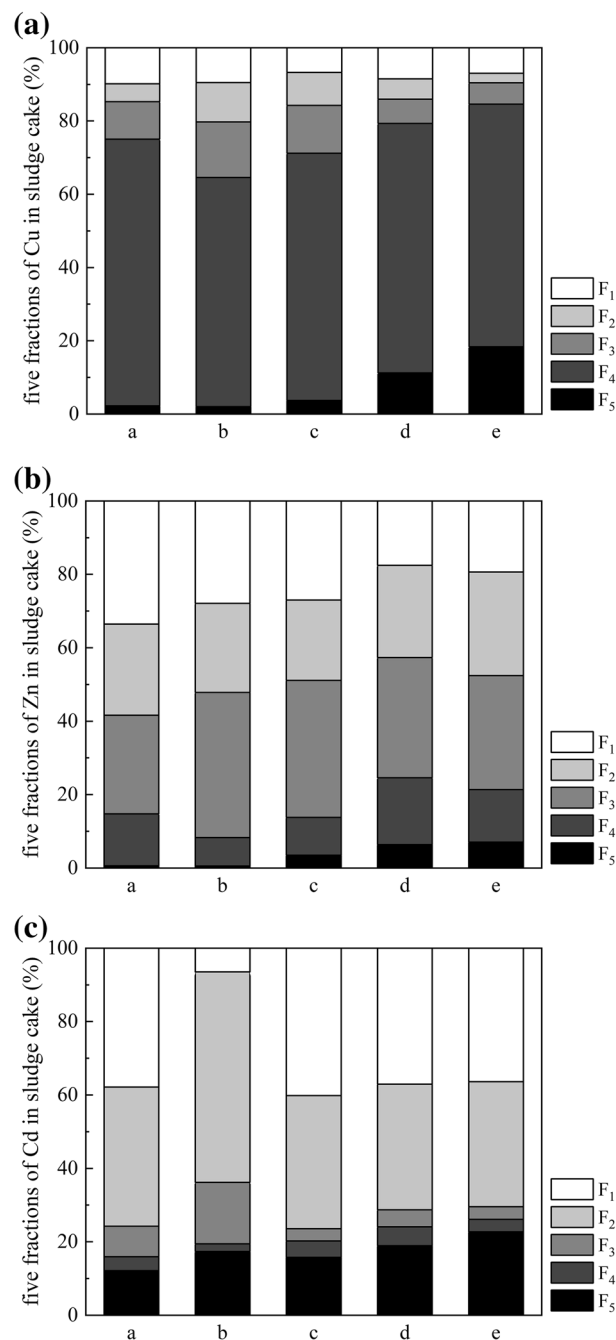 (a)
five fractions of Cu in sludge cake (%)
100
80
60
40
20
0
a b c d e
F₁
F₂
F₃
F₄
F₅
(b)
five fractions of Zn in sludge cake (%)
100
80
60
40
20
0
a b c d e
F₁
F₂
F₃
F₄
F₅
(c)
five fractions of Cd in sludge cake (%)
100
80
60
40
20
0
a b c d e
F₁
F₂
F₃
F₄
F₅